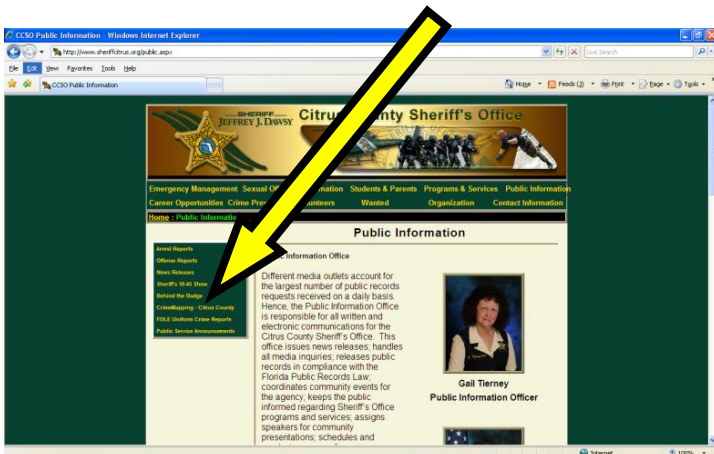 CCSO Public Information - Windows Internet Explorer
http://www.sheriffcitrus.org/public.aspx
Live Search
File Edit View Favorites Tools Help
CCSO Public Information
Home Feeds (2) Print Page Tools
SHERIFF
JEFFREY J. DAWSY
Citrus nty Sheriff's Office
Emergency Management Sexual Of mation Students & Parents Programs & Services Public Information
Career Opportunities Crime Pre unteers Wanted Organization Contact Information
Home : Public Informatio
Public Information
Arrest Reports
Offense Reports
News Releases
Sheriff's 10-43 Show
Behind the Badge
CrimeMapping - Citrus County
FDLE Uniform Crime Reports
Public Service Announcements
ic Information Office
Different media outlets account for
the largest number of public records
requests received on a daily basis.
Hence, the Public Information Office
is responsible for all written and
electronic communications for the
Citrus County Sheriff's Office. This
office issues news releases; handles
all media inquiries; releases public
records in compliance with the
Florida Public Records Law;
coordinates community events for
the agency; keeps the public
informed regarding Sheriff's Office
programs and services; assigns
speakers for community
presentations; schedules and
Gail Tierney
Public Information Officer
Internet
100%